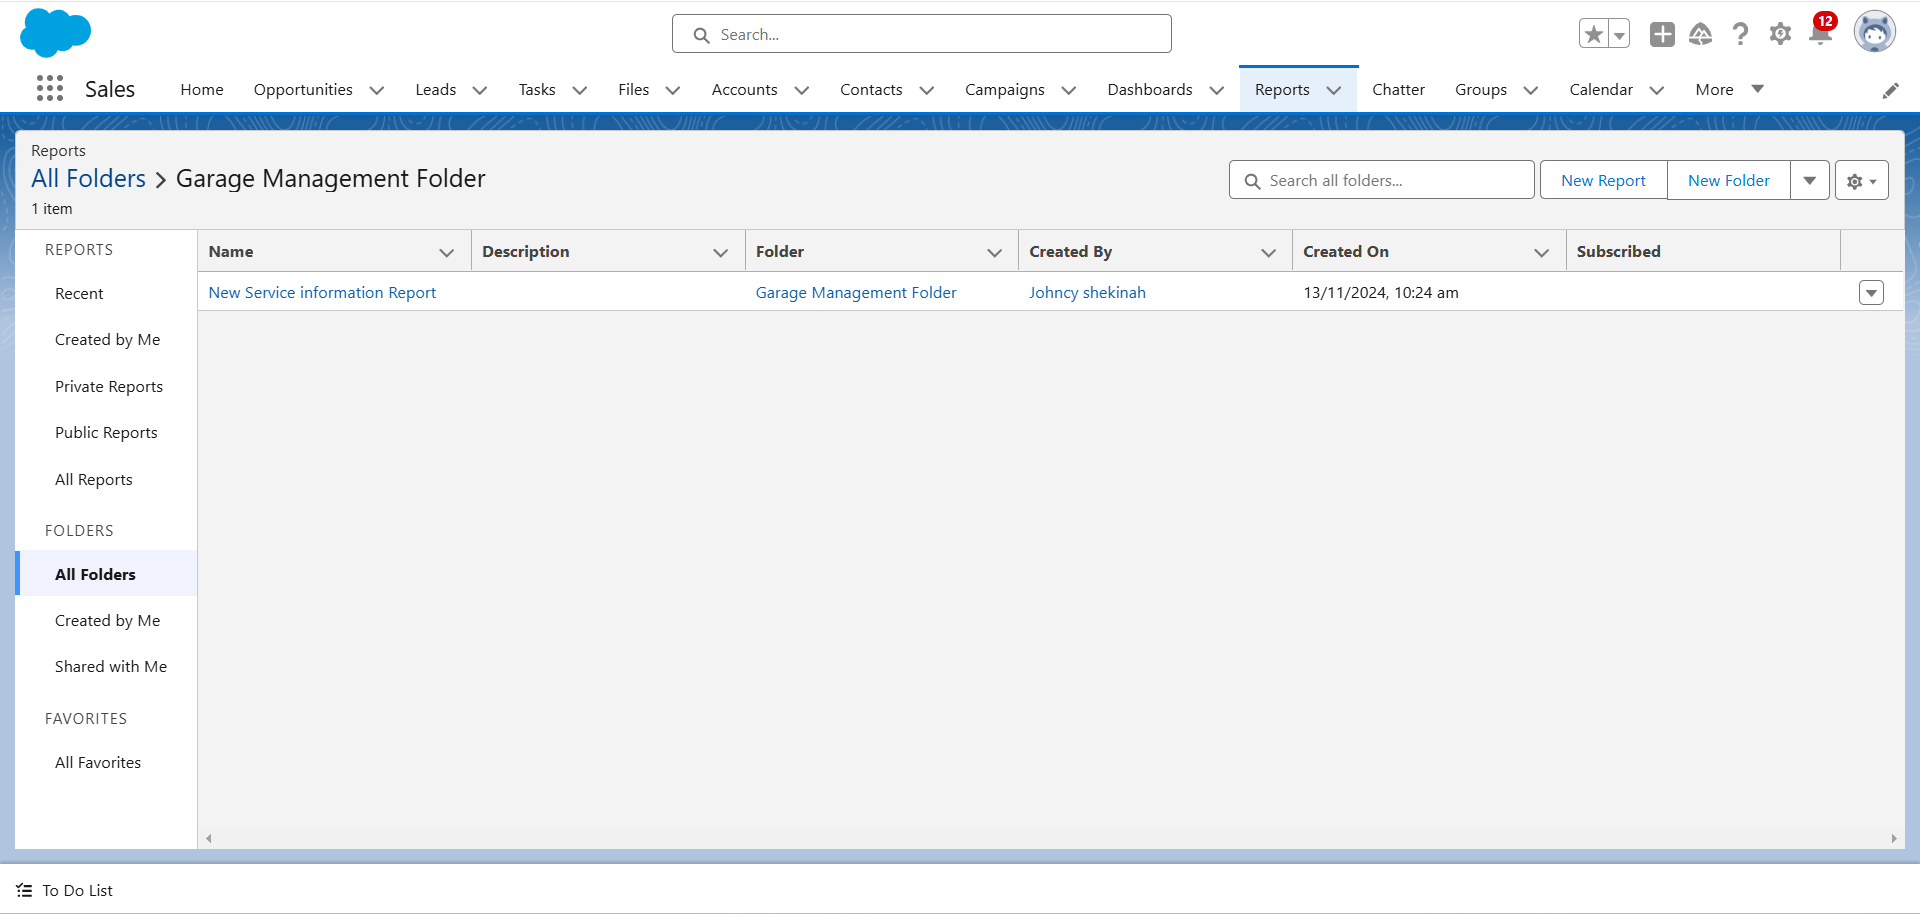 Search...
12
Sales
Home
Opportunities
Leads
Tasks
Files
Accounts
Contacts
Campaigns
Dashboards
Reports
Chatter
Groups
Calendar
More
Reports
All Folders > Garage Management Folder
1 item
Search all folders...
New Report
New Folder
REPORTS
Recent
Created by Me
Private Reports
Public Reports
All Reports
FOLDERS
All Folders
Created by Me
Shared with Me
FAVORITES
All Favorites
Name Description Folder Created By Created On Subscribed
New Service information Report Garage Management Folder Johncy shekinah 13/11/2024, 10:24 am
To Do List